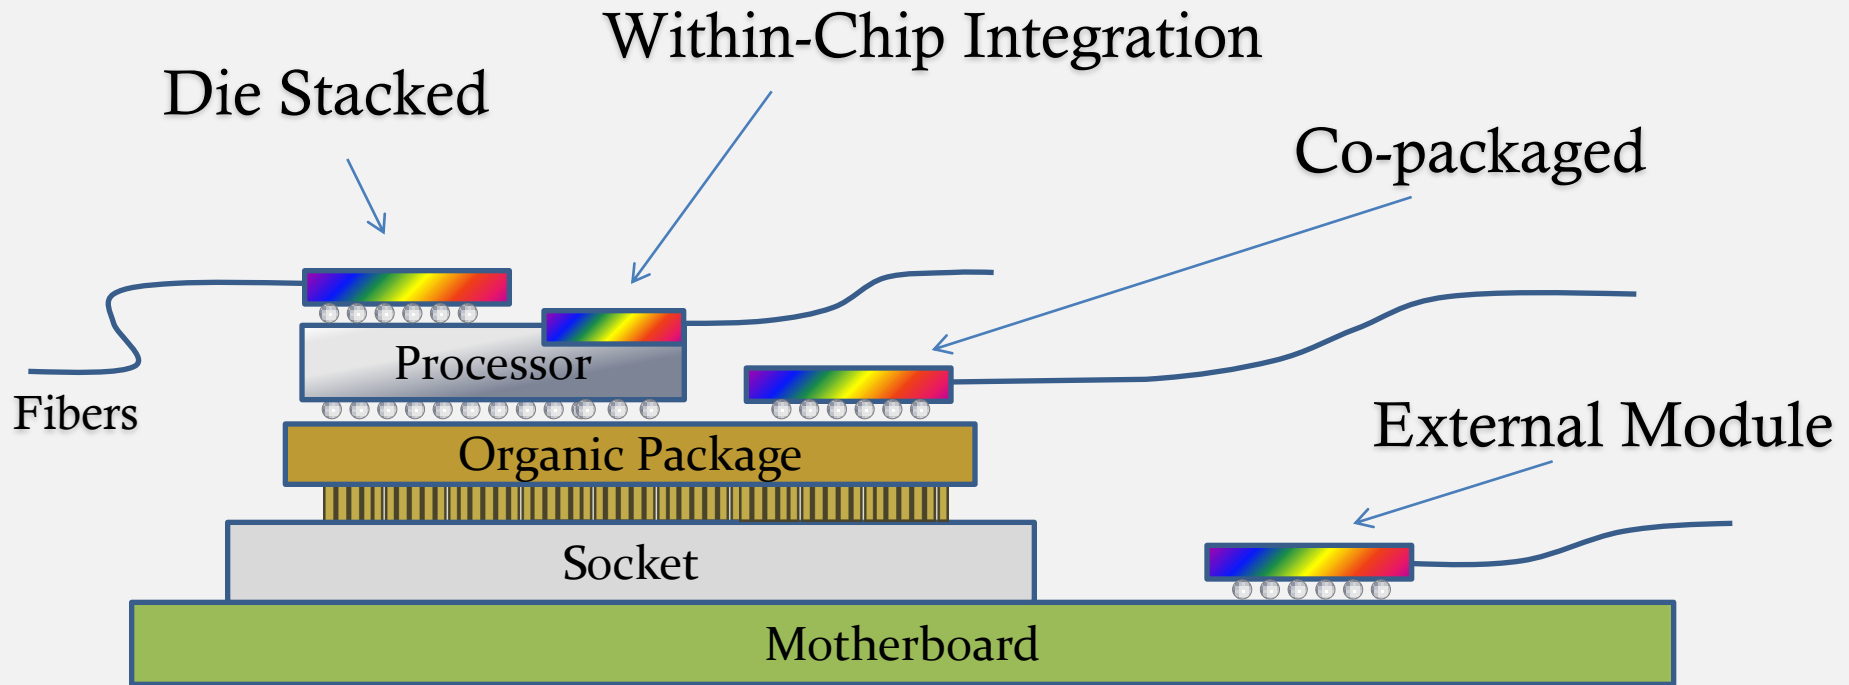 Within-Chip Integration
Die Stacked
Co-packaged
Processor
Fibers
External Module
Organic Package
Socket
Motherboard